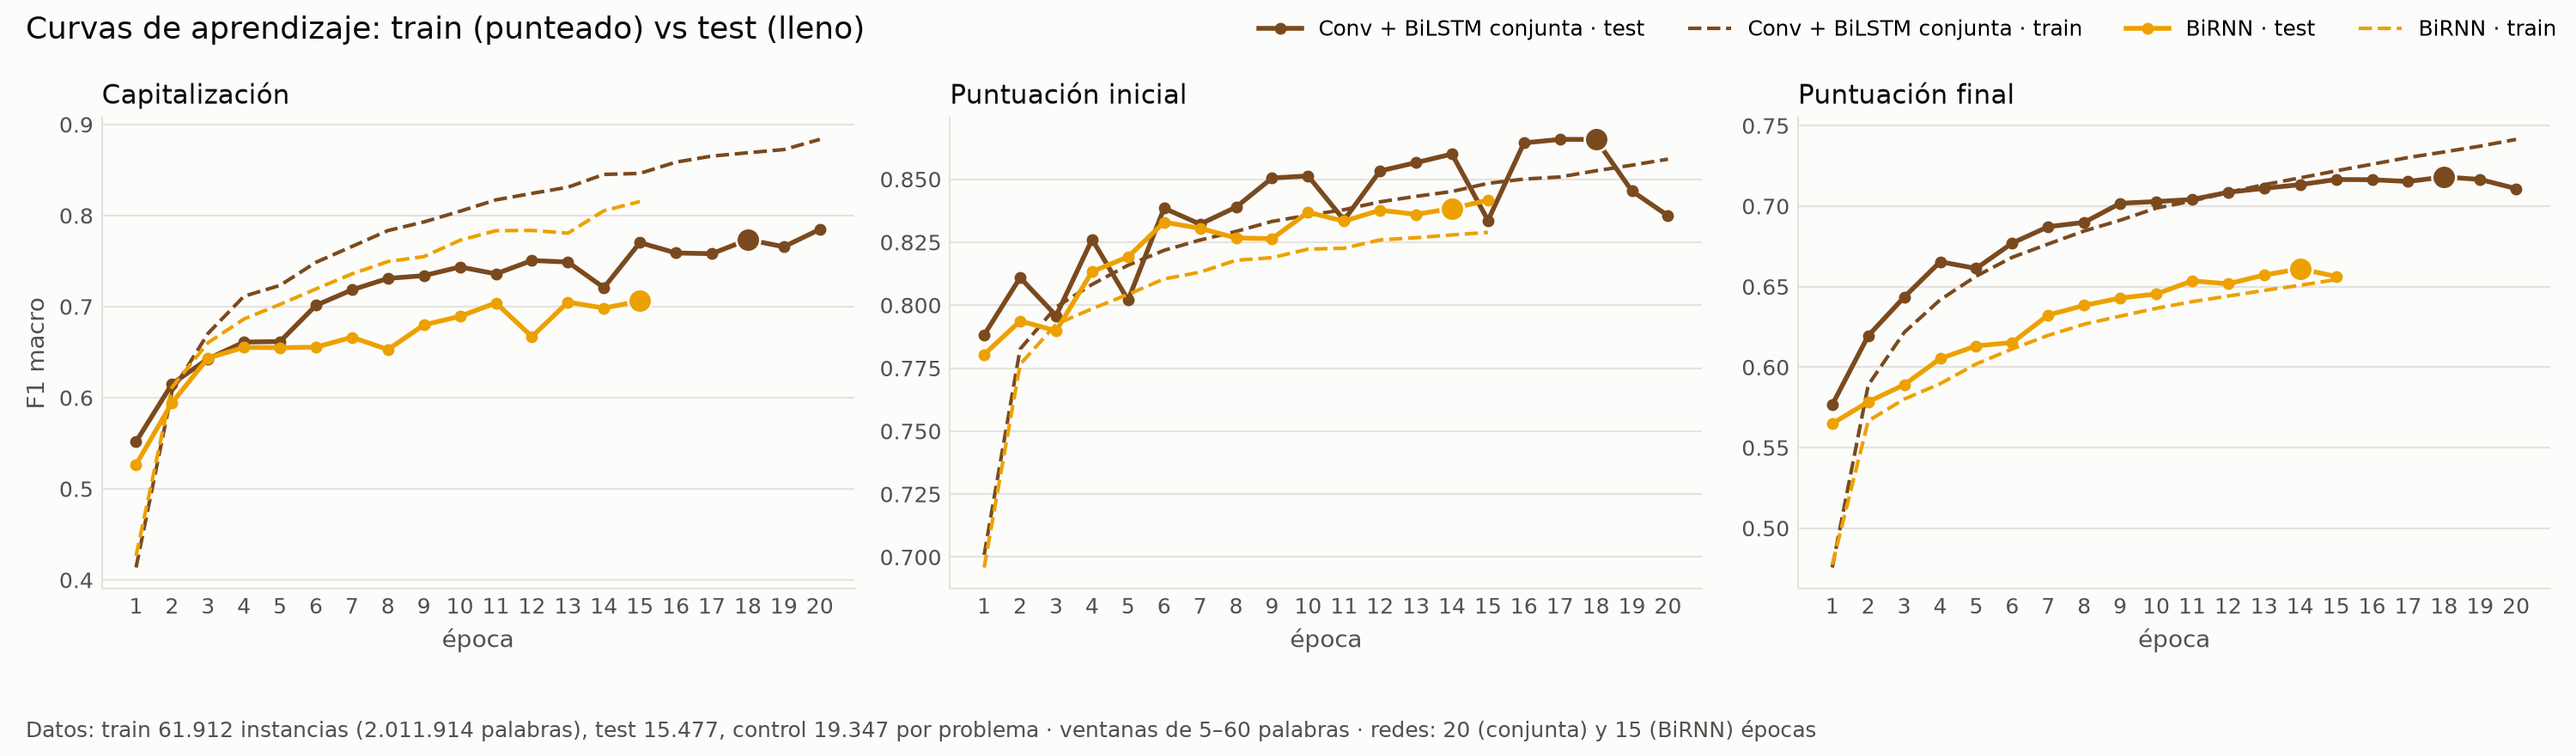 Curvas de aprendizaje: train (punteado) vs test (lleno)
Conv + BiLSTM conjunta · test
Conv + BiLSTM conjunta · train
BiRNN · test
BiRNN · train
Capitalización
F1 macro
0.9
0.8
0.7
0.6
0.5
0.4
1 2 3 4 5 6 7 8 9 10 11 12 13 14 15 16 17 18 19 20
época
Puntuación inicial
0.850
0.825
0.800
0.775
0.750
0.725
0.700
1 2 3 4 5 6 7 8 9 10 11 12 13 14 15 16 17 18 19 20
época
Puntuación final
0.75
0.70
0.65
0.60
0.55
0.50
1 2 3 4 5 6 7 8 9 10 11 12 13 14 15 16 17 18 19 20
época
Datos: train 61.912 instancias (2.011.914 palabras), test 15.477, control 19.347 por problema · ventanas de 5–60 palabras · redes: 20 (conjunta) y 15 (BiRNN) épocas